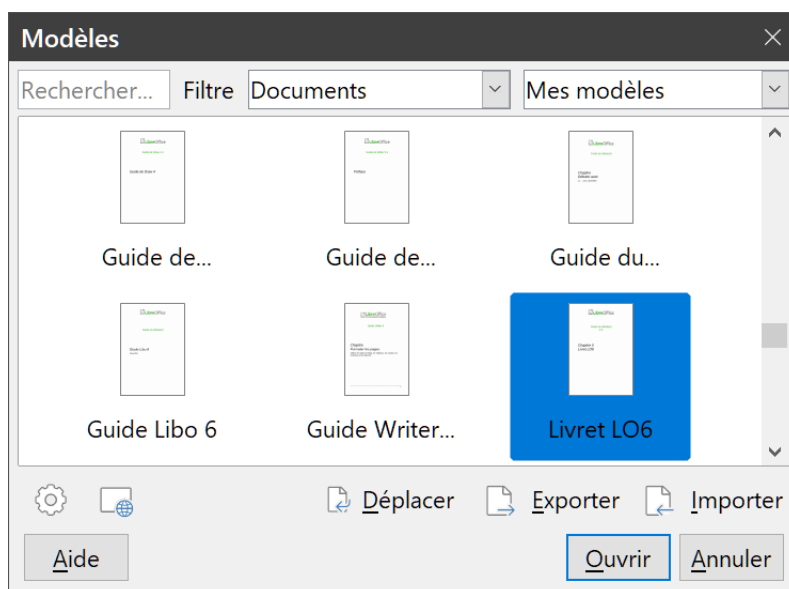 Modèles
Rechercher... Filtre Documents Mes modèles
Guide de... Guide de... Guide du...
Guide Libo 6 Guide Writer... Livret LO6
Déplacer Exporter Importer
Aide Ouvrir Annuler